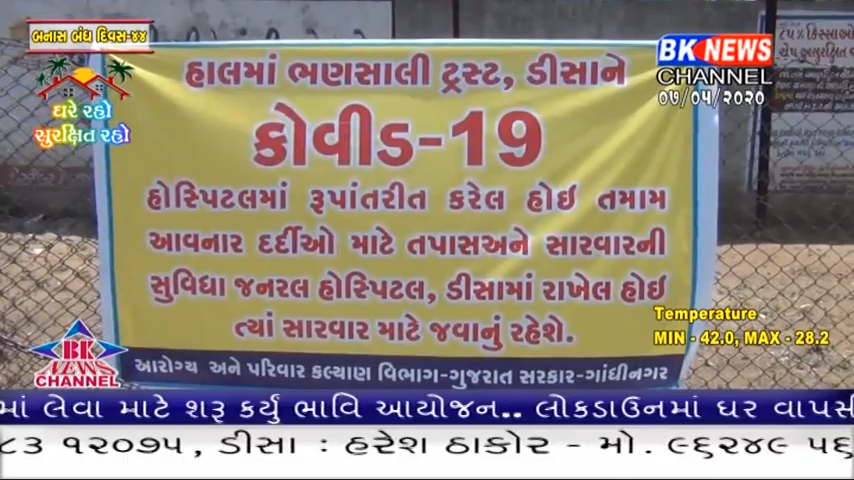 બનાસ બંધ દિવસ-૪૪
ઘરે રહો
સુરક્ષિત રહો
BK NEWS
CHANNEL
૦૭/૦૫/૨૦૨૦
હાલમાં ભણસાલી ટ્રસ્ટ, ડીસાને
કોવીડ-19
હોસ્પિટલમાં રૂપાંતરીત કરેલ હોઇ તમામ
આવનાર દર્દીઓ માટે તપાસઅને સારવારની
સુવિધા જનરલ હોસ્પિટલ, ડીસામાં રાખેલ હોઈ
ત્યાં સારવાર માટે જવાનું રહેશે.
આરોગ્ય અને પરિવાર કલ્યાણ વિભાગ-ગુજરાત સરકાર-ગાંધીનગર
Temperature
MIN - 42.0, MAX - 28.2
BK
NEWS
CHANNEL
માં લેવા માટે શરૂ કર્યુ ભાવિ આયોજન.. લોકડાઉનમાં ઘર વાપસી
૮૩ ૧૨૦૭૫, ડીસા : હરેશ ઠાકોર - મો. ૯૬૨૪૯ ૫૬